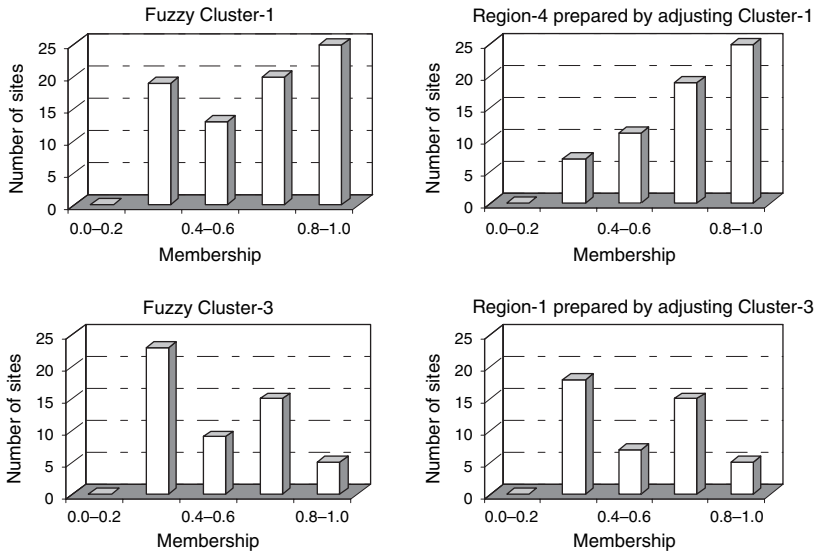 Fuzzy Cluster-1
25
20
15
10
5
0
Number of sites
0.0–0.2 0.4–0.6 0.8–1.0
Membership
Region-4 prepared by adjusting Cluster-1
25
20
15
10
5
0
Number of sites
0.0–0.2 0.4–0.6 0.8–1.0
Membership
Fuzzy Cluster-3
25
20
15
10
5
0
Number of sites
0.0–0.2 0.4–0.6 0.8–1.0
Membership
Region-1 prepared by adjusting Cluster-3
25
20
15
10
5
0
Number of sites
0.0–0.2 0.4–0.6 0.8–1.0
Membership